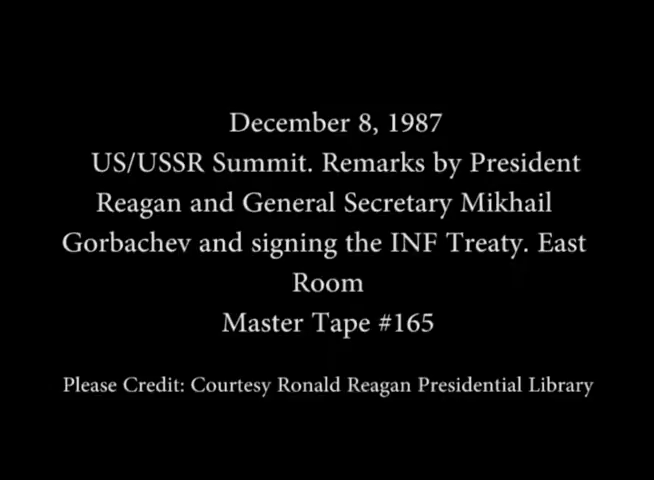 December 8, 1987
US/USSR Summit. Remarks by President
Reagan and General Secretary Mikhail
Gorbachev and signing the INF Treaty. East
Room
Master Tape #165
Please Credit: Courtesy Ronald Reagan Presidential Library